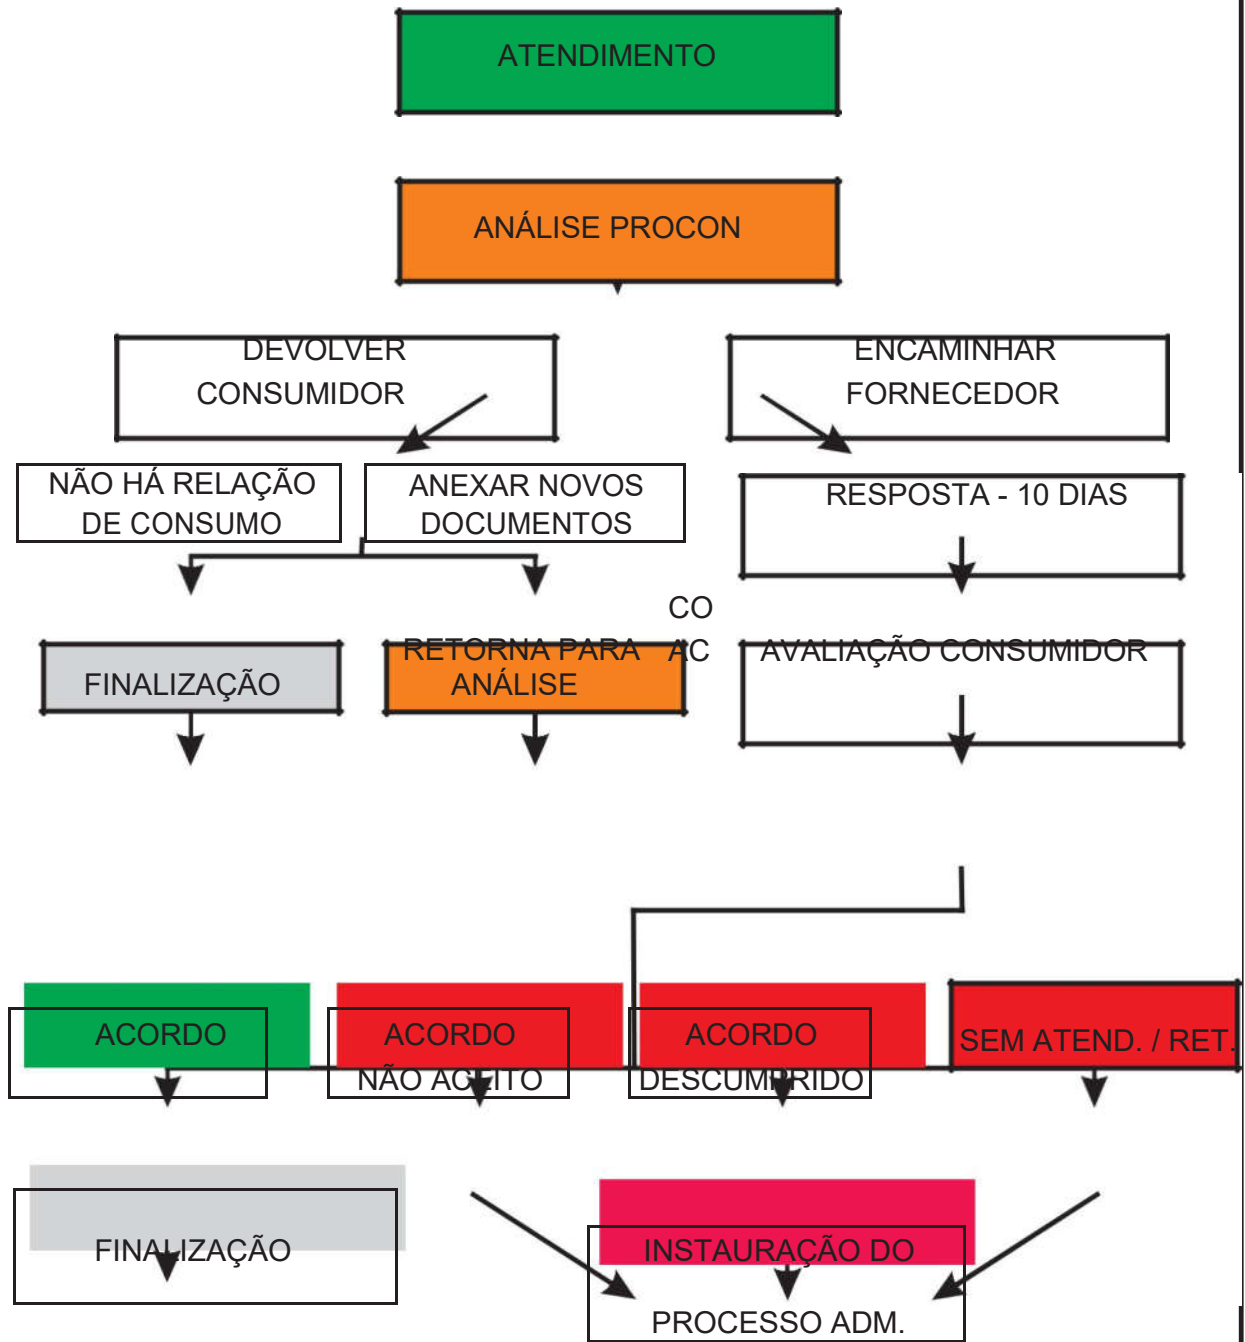 ATENDIMENTO
ANÁLISE PROCON
DEVOLVER
CONSUMIDOR
ENCAMINHAR
FORNECEDOR
NÃO HÁ RELAÇÃO
DE CONSUMO
ANEXAR NOVOS
DOCUMENTOS
RESPOSTA - 10 DIAS
CO
AC
FINALIZAÇÃO
RETORNA PARA
ANÁLISE
AVALIAÇÃO CONSUMIDOR
ACORDO
ACORDO
NÃO ACEITO
ACORDO
DESCUMPRIDO
SEM ATEND. / RET.
FINALIZAÇÃO
INSTAURAÇÃO DO
PROCESSO ADM.